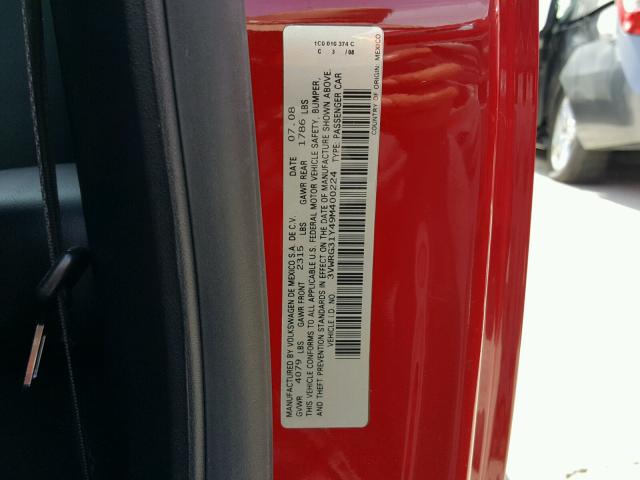 1C0 010 374 C
C 3 /08
MANUFACTURED BY VOLKSWAGEN DE MEXICO S.A. DE C.V. DATE 07.08
GVWR 4079 LBS GAWR FRONT 2315 LBS GAWR REAR 1786 LBS
THIS VEHICLE CONFORMS TO ALL APPLICABLE U.S. FEDERAL MOTOR VEHICLE SAFETY, BUMPER,
AND THEFT PREVENTION STANDARDS IN EFFECT ON THE DATE OF MANUFACTURE SHOWN ABOVE.
VEHICLE I.D. NO. 3VWRG31Y49M400224 TYPE: PASSENGER CAR
COUNTRY OF ORIGIN: MEXICO